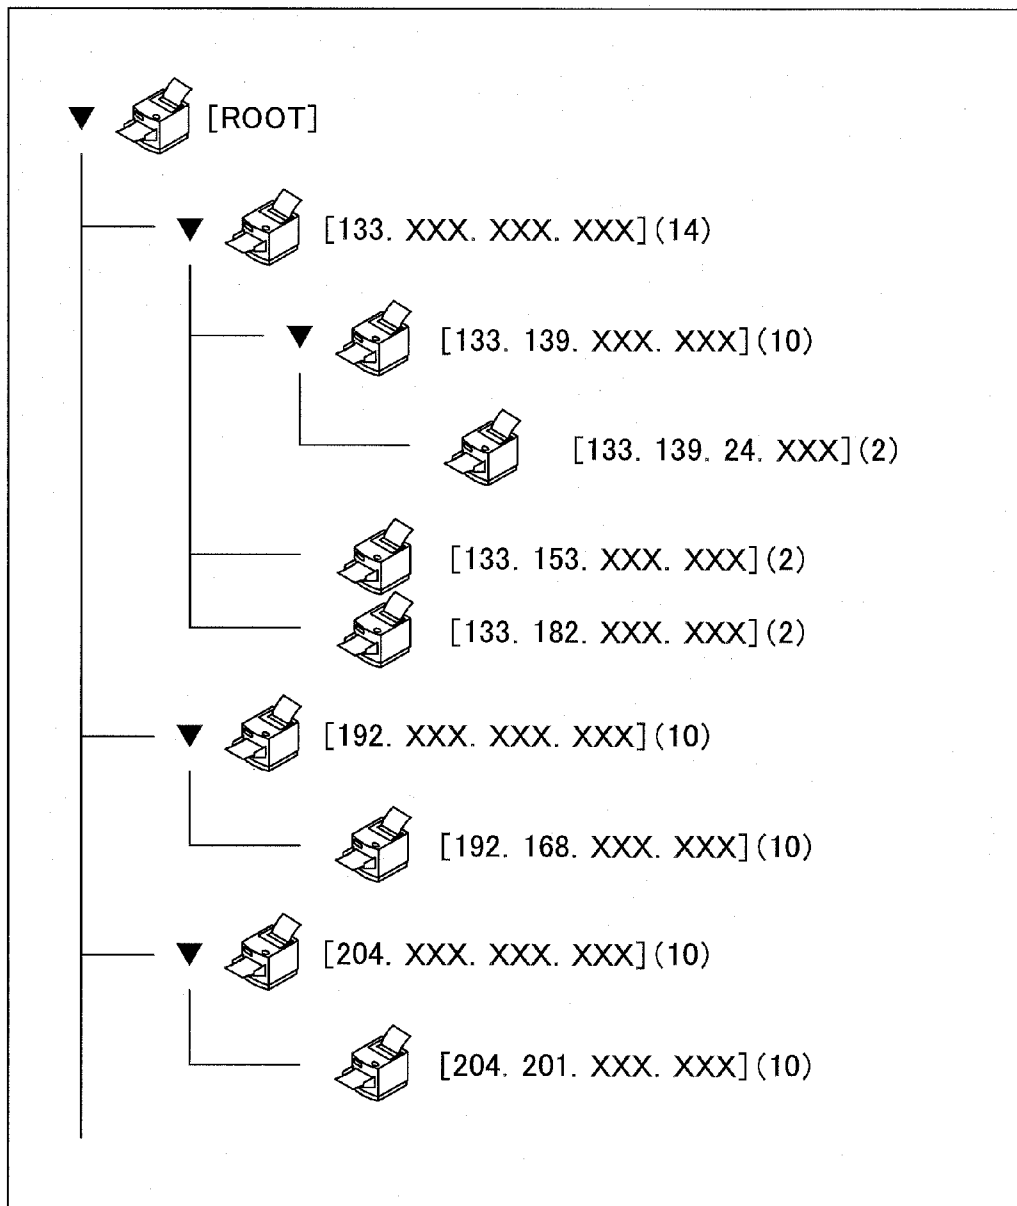 [ROOT]
[133. XXX. XXX. XXX](14)
[133. 139. XXX. XXX](10)
[133. 139. 24. XXX](2)
[133. 153. XXX. XXX](2)
[133. 182. XXX. XXX](2)
[192. XXX. XXX. XXX](10)
[192. 168. XXX. XXX](10)
[204. XXX. XXX. XXX](10)
[204. 201. XXX. XXX](10)